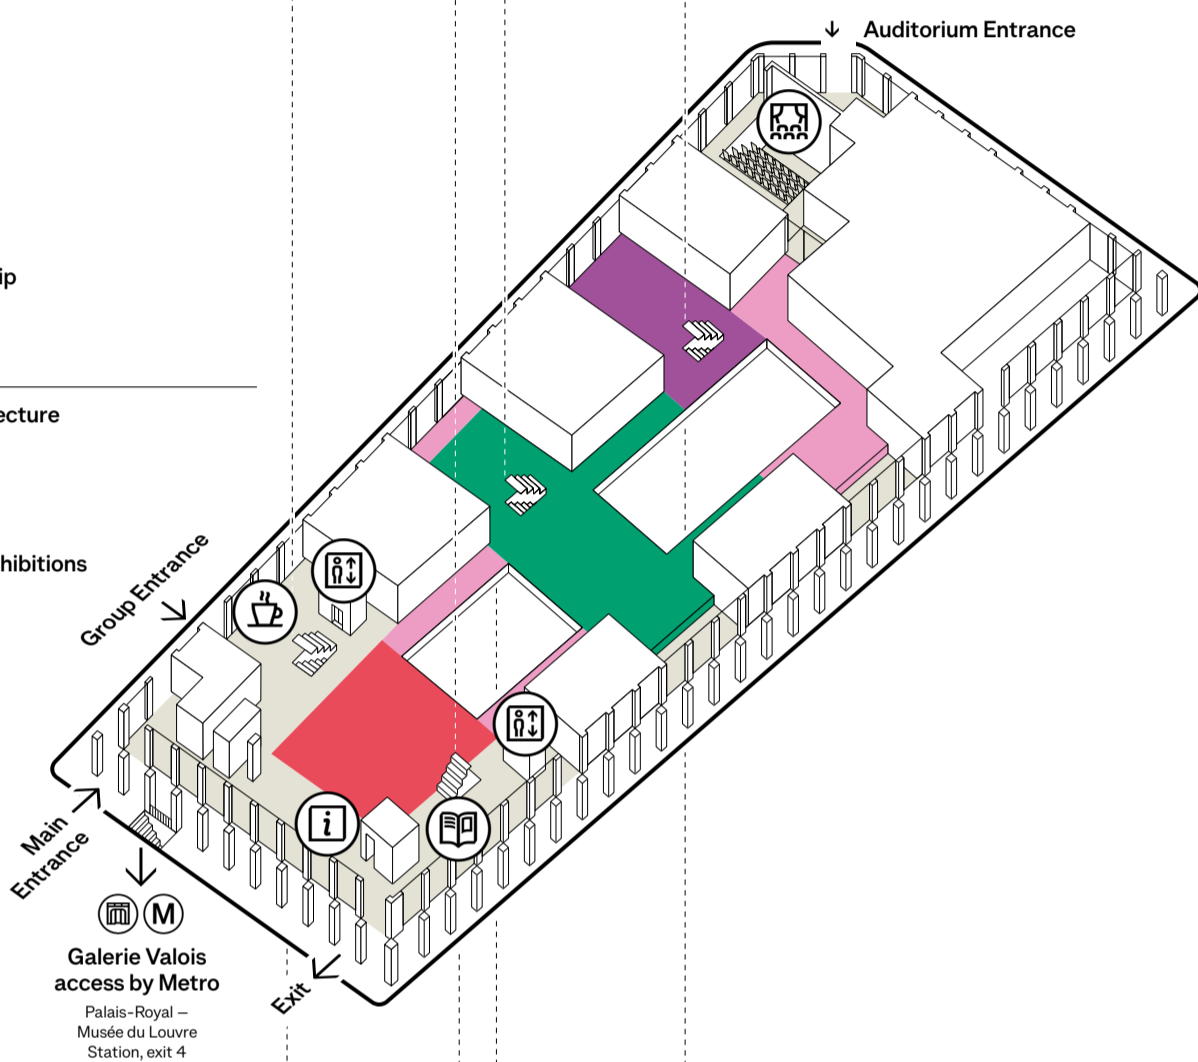 Auditorium Entrance
ip
ecture
hibitions
Group Entrance
Main
Entrance
i
M
Galerie Valois
access by Metro
Palais-Royal –
Musée du Louvre
Station, exit 4
Exit